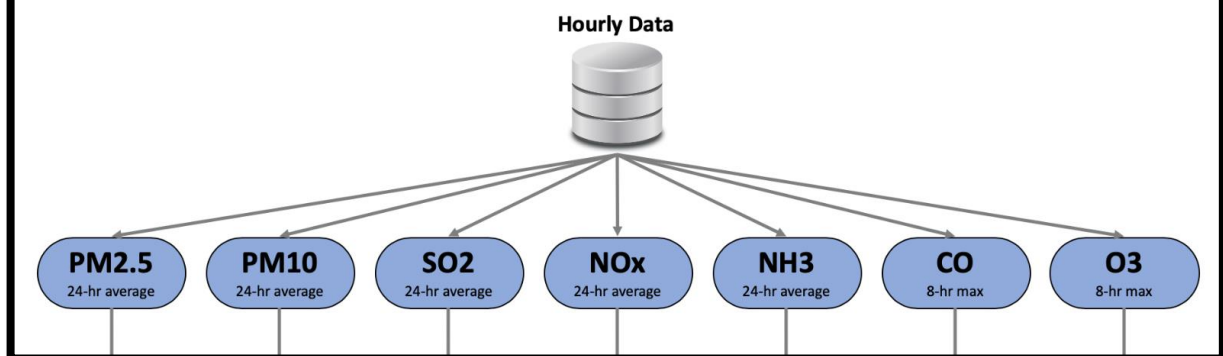 Hourly Data
PM2.5 PM10 SO2 NOx NH3 CO O3
24-hr average 24-hr average 24-hr average 24-hr average 24-hr average 8-hr max 8-hr max